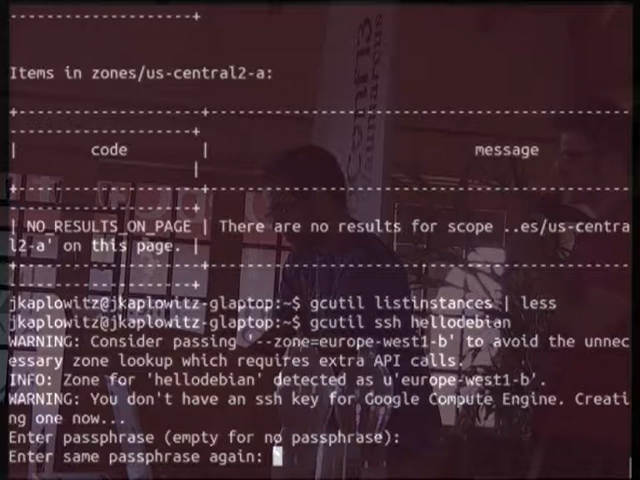 --------------------+
Items in zones/us-central2-a:
+--------------------+--------------------------------------------
--------------------+
| code | message
|
+--------------------+--------------------------------------------
--------------------+
| NO_RESULTS_ON_PAGE | There are no results for scope ..es/us-centra
l2-a' on this page. |
+--------------------+--------------------------------------------
--------------------+
jkaplowitz@jkaplowitz-glaptop:~$ gcutil listinstances | less
jkaplowitz@jkaplowitz-glaptop:~$ gcutil ssh hellodebian
WARNING: Consider passing '--zone=europe-west1-b' to avoid the unnec
essary zone lookup which requires extra API calls.
INFO: Zone for 'hellodebian' detected as u'europe-west1-b'.
WARNING: You don't have an ssh key for Google Compute Engine. Creati
ng one now...
Enter passphrase (empty for no passphrase):
Enter same passphrase again: